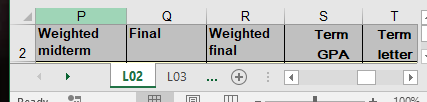 P Q R S T
Weighted Final Weighted Term Term
2 midterm final GPA letter
L02 L03 ...
Ready 100%